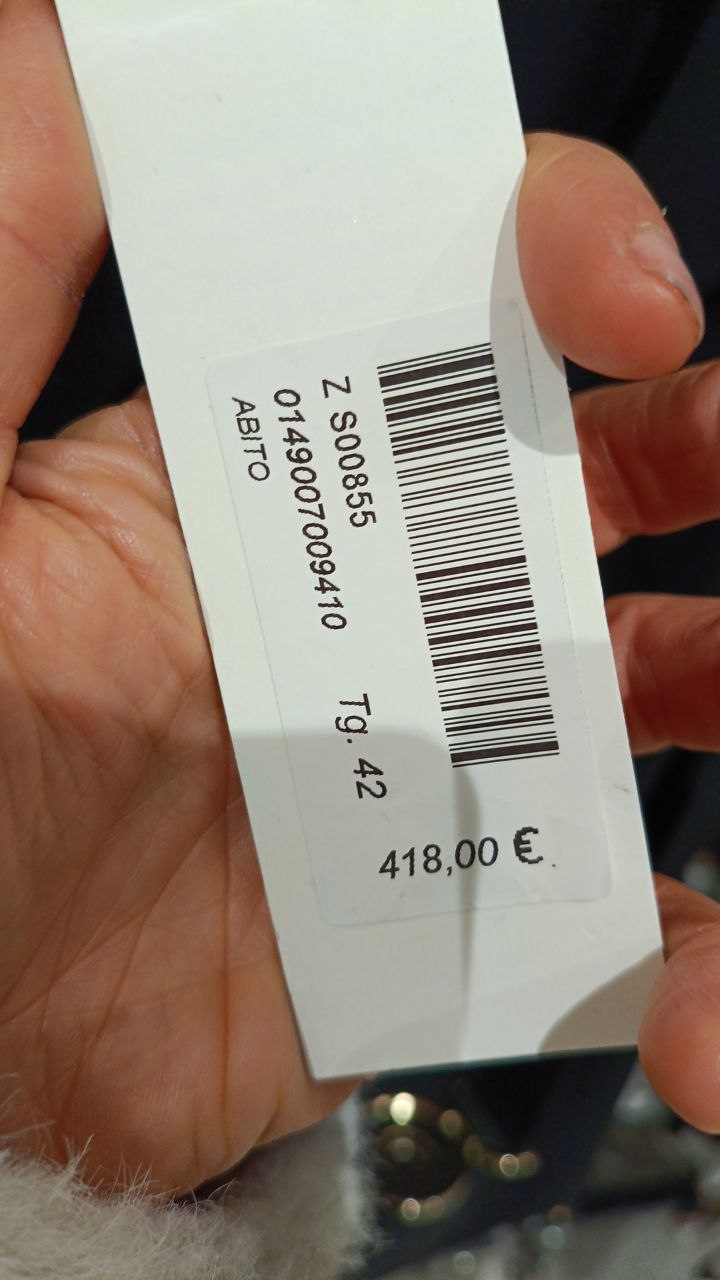 Z S00855
0149007009410 Tg. 42
ABITO
418,00 €